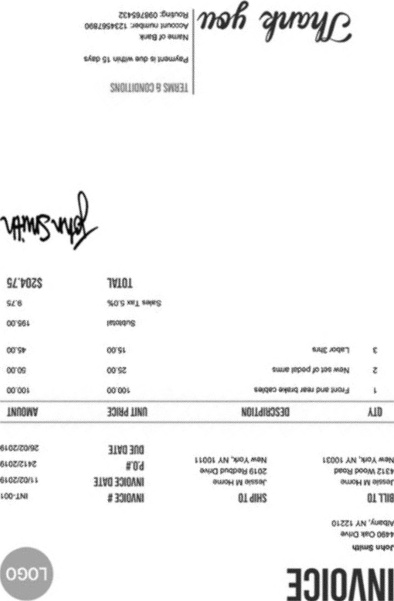 INVOICE
LOGO
John Smith
4490 Oak Drive
Albany, NY 12210
BILL TO
Jessie M Horne
4312 Wood Road
New York, NY 10031
SHIP TO
Jessie M Horne
2019 Redbud Drive
New York, NY 10011
INVOICE # INT-001
INVOICE DATE 11/02/2019
P.O.# 2412/2019
DUE DATE 26/02/2019
QTY DESCRIPTION UNIT PRICE AMOUNT
1 Front and rear brake cables 100.00 100.00
2 New set of pedal arms 25.00 50.00
3 Labor 3hrs 15.00 45.00
Subtotal 195.00
Sales Tax 5.0% 9.75
TOTAL $204.75
John Smith
Thank you
TERMS & CONDITIONS
Payment is due within 15 days
Name of Bank
Account number: 1234567890
Routing: 098765432